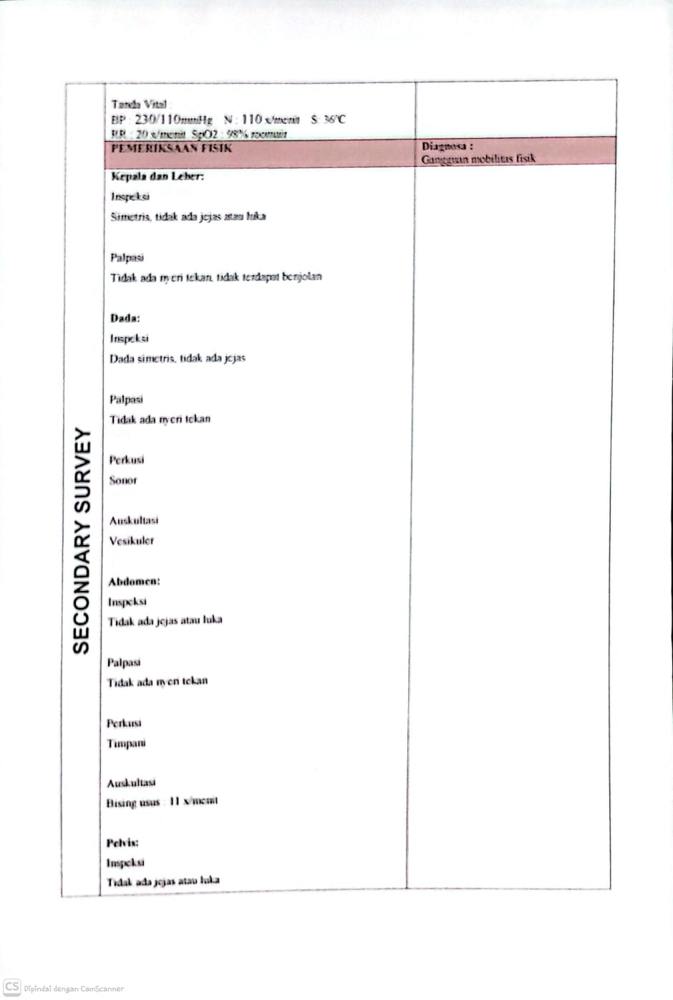 Tanda Vital :
BP : 230/110mmHg N : 110 x/menit S: 36°C
RR : 20 x/menit SpO2 : 98% roomair
PEMERIKSAAN FISIK
Diagnosa :
Gangguan mobilitas fisik
Kepala dan Leher:
Inspeksi
Simetris, tidak ada jejas atau luka
Palpasi
Tidak ada nyeri tekan, tidak terdapat benjolan
Dada:
Inspeksi
Dada simetris, tidak ada jejas
Palpasi
Tidak ada nyeri tekan
Perkusi
Sonor
Auskultasi
Vesikuler
Abdomen:
Inspeksi
Tidak ada jejas atau luka
Palpasi
Tidak ada nyeri tekan
Perkusi
Timpani
Auskultasi
Bising usus : 11 x/menit
Pelvis:
Inspeksi
Tidak ada jejas atau luka
SECONDARY SURVEY
CS Dipindai dengan CamScanner